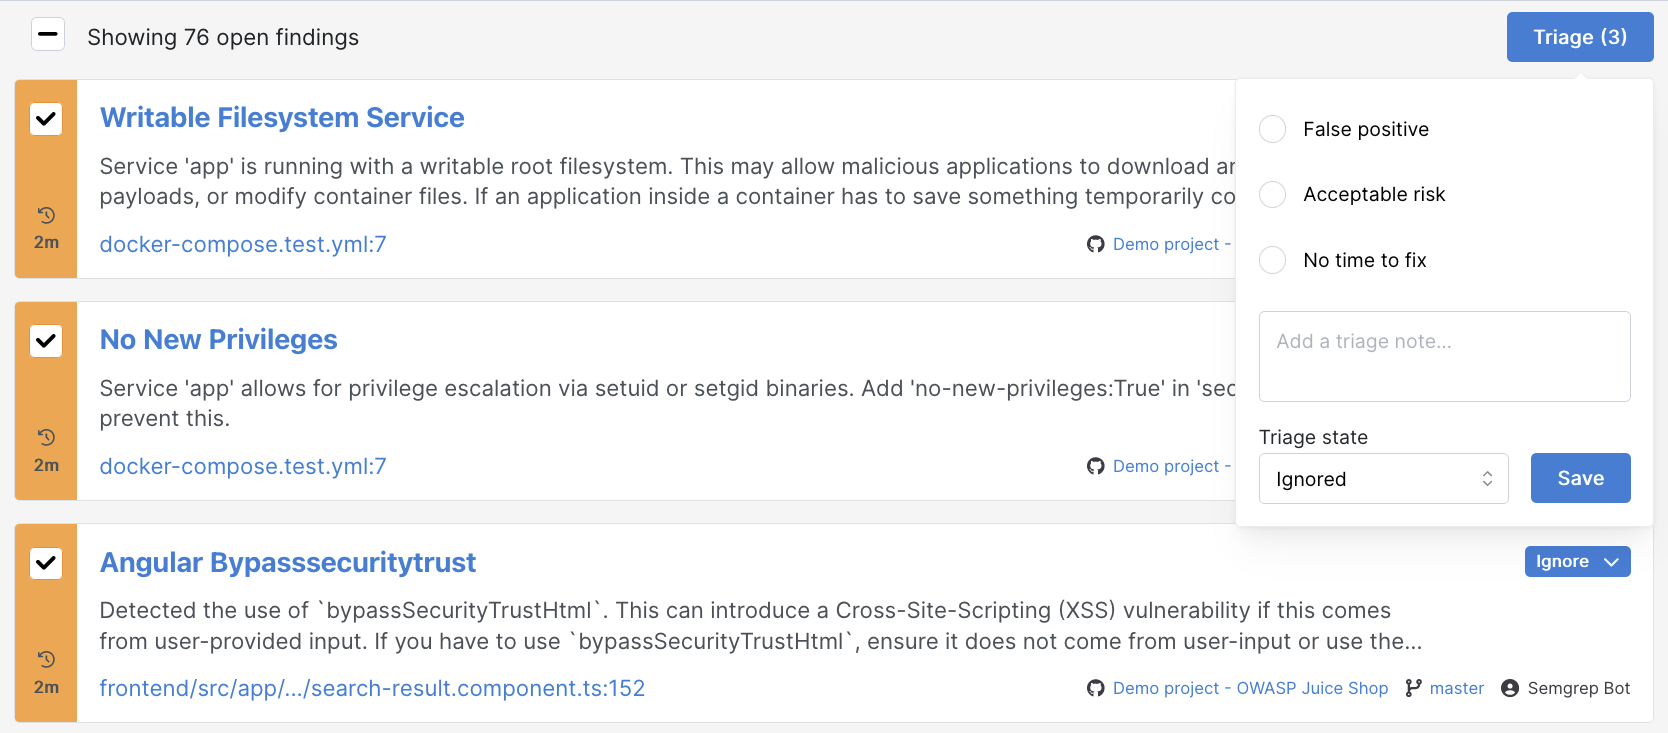 Showing 76 open findings
Triage (3)
Writable Filesystem Service
Service 'app' is running with a writable root filesystem. This may allow malicious applications to download
payloads, or modify container files. If an application inside a container has to save something temporarily
2m
docker-compose.test.yml:7
Demo project -
False positive
Acceptable risk
No time to fix
Add a triage note...
Triage state
Ignored
Save
No New Privileges
Service 'app' allows for privilege escalation via setuid or setgid binaries. Add 'no-new-privileges:True' in
prevent this.
2m
docker-compose.test.yml:7
Demo project -
Angular Bypasssecuritytrust
Ignore
Detected the use of `bypassSecurityTrustHtml`. This can introduce a Cross-Site-Scripting (XSS) vulnerability if this comes
from user-provided input. If you have to use `bypassSecurityTrustHtml`, ensure it does not come from user-input or use the...
2m
frontend/src/app/.../search-result.component.ts:152
Demo project - OWASP Juice Shop
master
Semgrep Bot